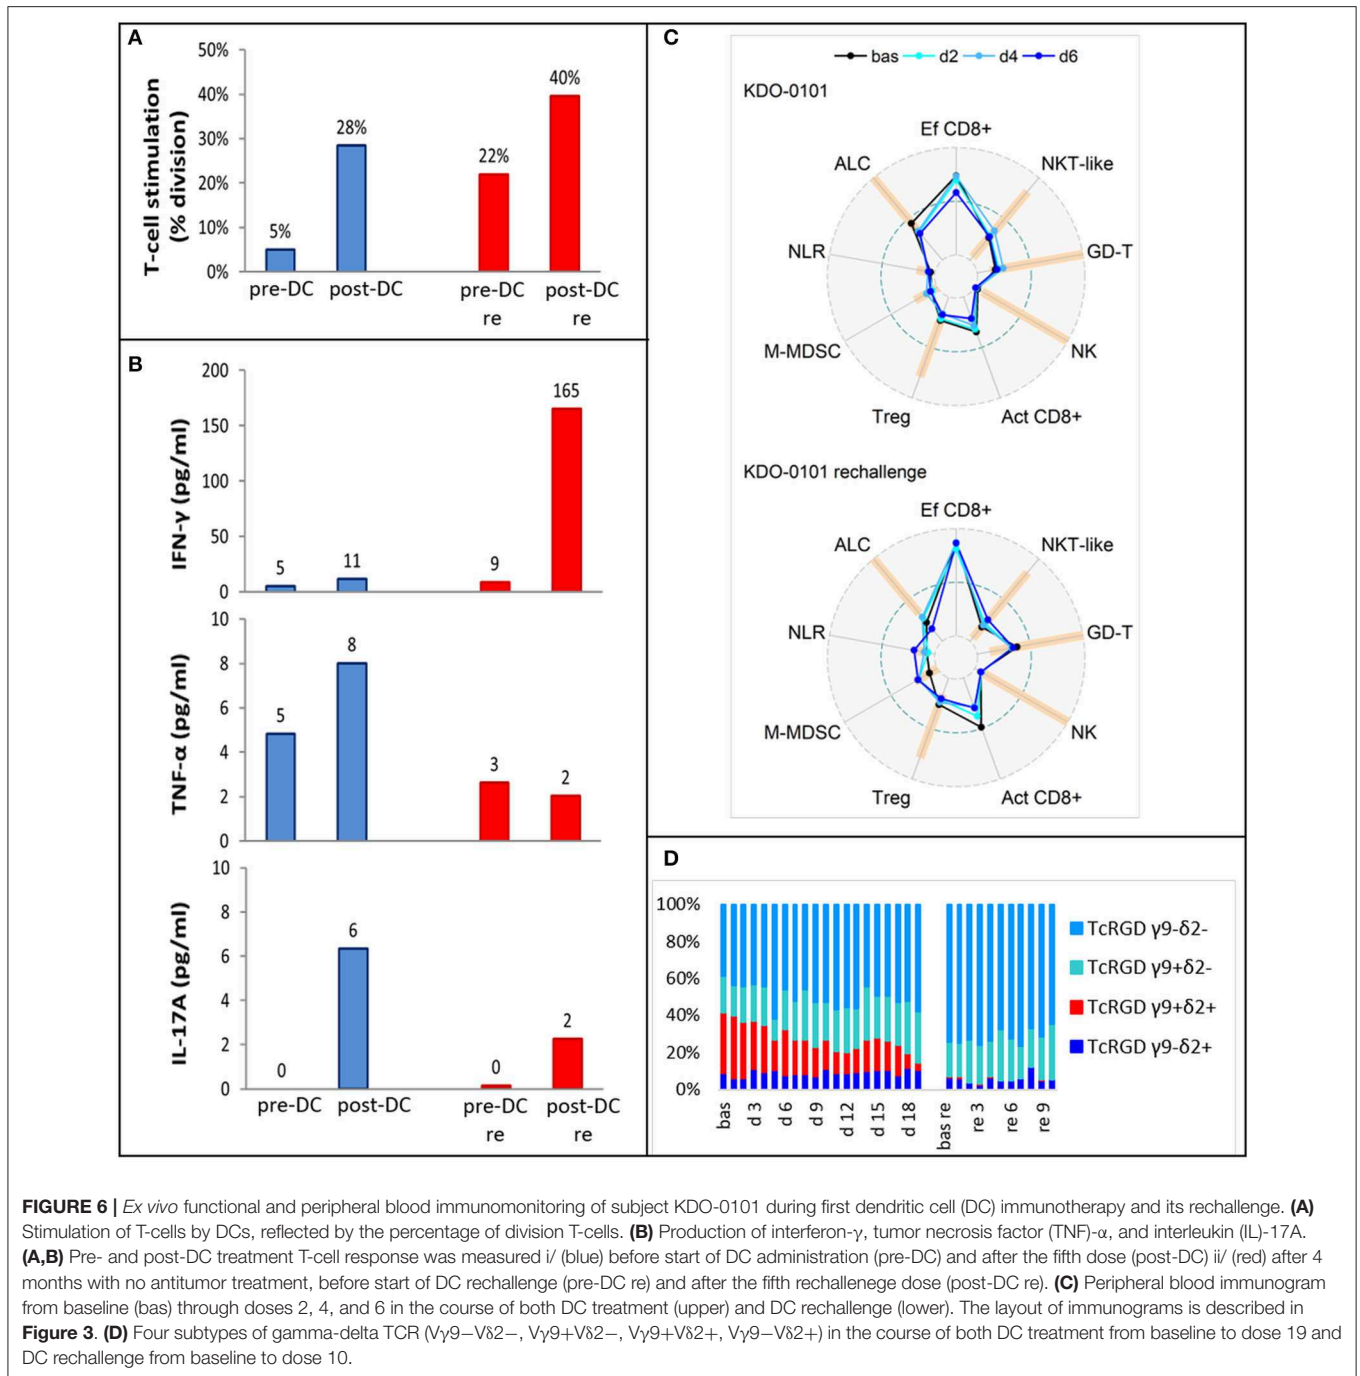 A
T-cell stimulation
(% division)
50%
40%
30%
20%
10%
0%
5%
28%
22%
40%
pre-DC
post-DC
pre-DC
re
post-DC
re
B
IFN-γ (pg/ml)
200
150
100
50
0
5
11
9
165
TNF-α (pg/ml)
10
8
6
4
2
0
5
8
3
2
IL-17A (pg/ml)
10
8
6
4
2
0
0
6
0
2
pre-DC
post-DC
pre-DC
re
post-DC
re
C
bas d2 d4 d6
KDO-0101
Ef CD8+
NKT-like
GD-T
NK
Act CD8+
Treg
M-MDSC
NLR
ALC
KDO-0101 rechallenge
Ef CD8+
NKT-like
GD-T
NK
Act CD8+
Treg
M-MDSC
NLR
ALC
D
100%
80%
60%
40%
20%
0%
bas
d 3
d 6
d 9
d 12
d 15
d 18
bas re
re 3
re 6
re 9
TcRGD γ9-δ2-
TcRGD γ9+δ2-
TcRGD γ9+δ2+
TcRGD γ9-δ2+
FIGURE 6 | Ex vivo functional and peripheral blood immunomonitoring of subject KDO-0101 during first dendritic cell (DC) immunotherapy and its rechallenge. (A)
Stimulation of T-cells by DCs, reflected by the percentage of division T-cells. (B) Production of interferon-γ, tumor necrosis factor (TNF)-α, and interleukin (IL)-17A.
(A,B) Pre- and post-DC treatment T-cell response was measured i/ (blue) before start of DC administration (pre-DC) and after the fifth dose (post-DC) ii/ (red) after 4
months with no antitumor treatment, before start of DC rechallenge (pre-DC re) and after the fifth rechallenege dose (post-DC re). (C) Peripheral blood immunogram
from baseline (bas) through doses 2, 4, and 6 in the course of both DC treatment (upper) and DC rechallenge (lower). The layout of immunograms is described in
Figure 3. (D) Four subtypes of gamma-delta TCR (Vγ9−Vδ2−, Vγ9+Vδ2−, Vγ9+Vδ2+, Vγ9−Vδ2+) in the course of both DC treatment from baseline to dose 19 and
DC rechallenge from baseline to dose 10.